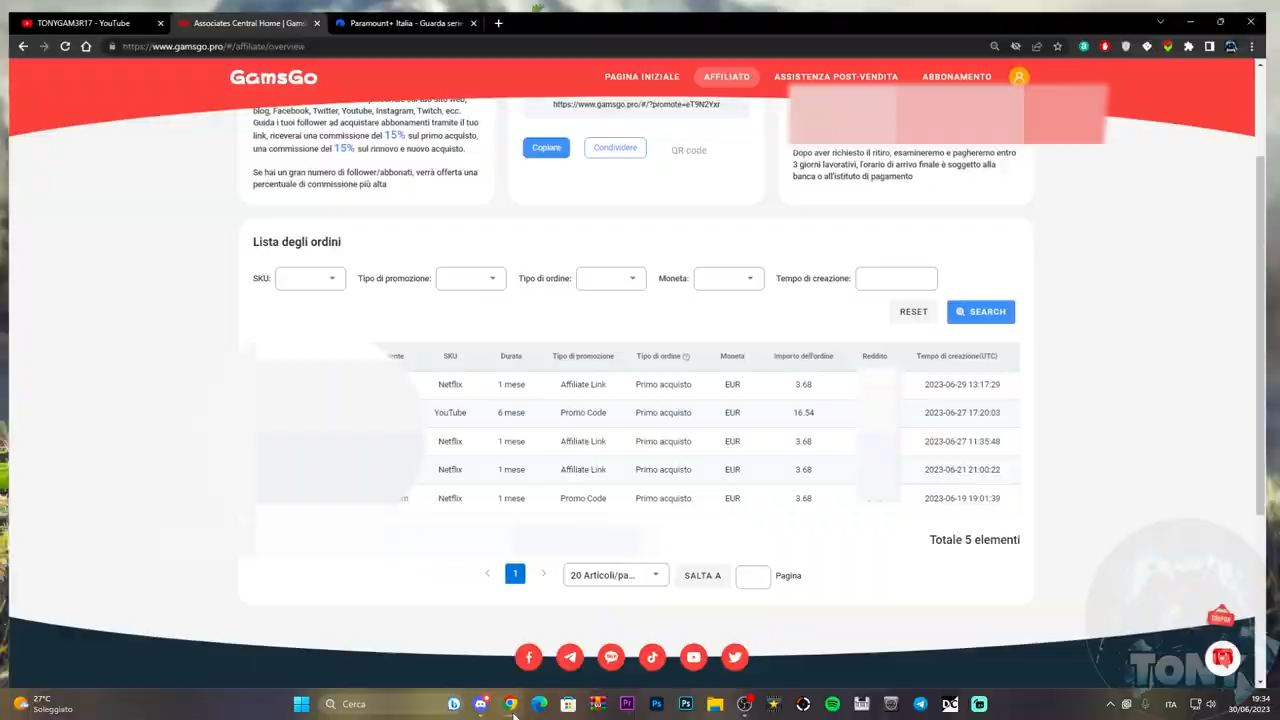 TONYGAM3R17 - YouTube
Associates Central Home | Gams
Paramount+ Italia - Guarda serie
https://www.gamsgo.pro/#/affiliate/overview
GamsGo
PAGINA INIZIALE
AFFILIATO
ASSISTENZA POST-VENDITA
ABBONAMENTO
blog, Facebook, Twitter, Youtube, Instagram, Twitch, ecc.
Guida i tuoi follower ad acquistare abbonamenti tramite il tuo
link, riceverai una commissione del 15% sul primo acquisto,
una commissione del 15% sul rinnovo e nuovo acquisto.
Se hai un gran numero di follower/abbonati, verrà offerta una
percentuale di commissione più alta
https://www.gamsgo.pro/#/?promote=eT9N2Yxr
Copiare
Condividere
QR code
Dopo aver richiesto il ritiro, esamineremo e pagheremo entro
3 giorni lavorativi, l'orario di arrivo finale è soggetto alla
banca o all'istituto di pagamento
Lista degli ordini
SKU:
Tipo di promozione:
Tipo di ordine:
Moneta:
Tempo di creazione:
RESET
SEARCH
ente SKU Durata Tipo di promozione Tipo di ordine Moneta Importo dell'ordine Reddito Tempo di creazione(UTC)
Netflix 1 mese Affiliate Link Primo acquisto EUR 3.68 2023-06-29 13:17:29
YouTube 6 mese Promo Code Primo acquisto EUR 16.54 2023-06-27 17:20:03
Netflix 1 mese Affiliate Link Primo acquisto EUR 3.68 2023-06-27 11:35:48
Netflix 1 mese Affiliate Link Primo acquisto EUR 3.68 2023-06-21 21:00:22
Netflix 1 mese Promo Code Primo acquisto EUR 3.68 2023-06-19 19:01:39
Totale 5 elementi
1
20 Articoli/pa...
SALTA A
Pagina
COUPON
27°C
Soleggiato
Cerca
ITA
19:34
30/06/2023